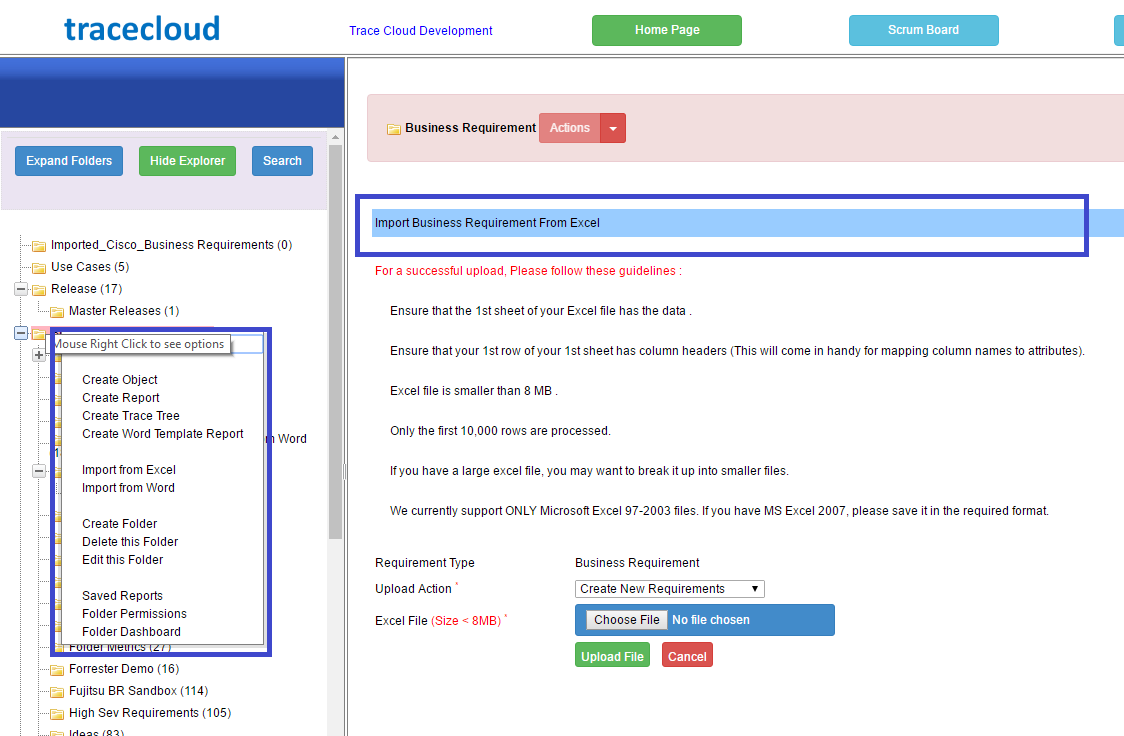 tracecloud
Trace Cloud Development
Home Page
Scrum Board
Expand Folders
Hide Explorer
Search
Imported_Cisco_Business Requirements (0)
Use Cases (5)
Release (17)
Master Releases (1)
Mouse Right Click to see options
Create Object
Create Report
Create Trace Tree
Create Word Template Report
Word
Import from Excel
Import from Word
Create Folder
Delete this Folder
Edit this Folder
Saved Reports
Folder Permissions
Folder Dashboard
Folder Metrics (27)
Forrester Demo (16)
Fujitsu BR Sandbox (114)
High Sev Requirements (105)
Ideas (83)
Business Requirement
Actions
Import Business Requirement From Excel
For a successful upload, Please follow these guidelines :
Ensure that the 1st sheet of your Excel file has the data .
Ensure that your 1st row of your 1st sheet has column headers (This will come in handy for mapping column names to attributes).
Excel file is smaller than 8 MB .
Only the first 10,000 rows are processed.
If you have a large excel file, you may want to break it up into smaller files.
We currently support ONLY Microsoft Excel 97-2003 files. If you have MS Excel 2007, please save it in the required format.
Requirement Type Business Requirement
Upload Action * Create New Requirements
Excel File (Size < 8MB) * Choose File No file chosen
Upload File Cancel